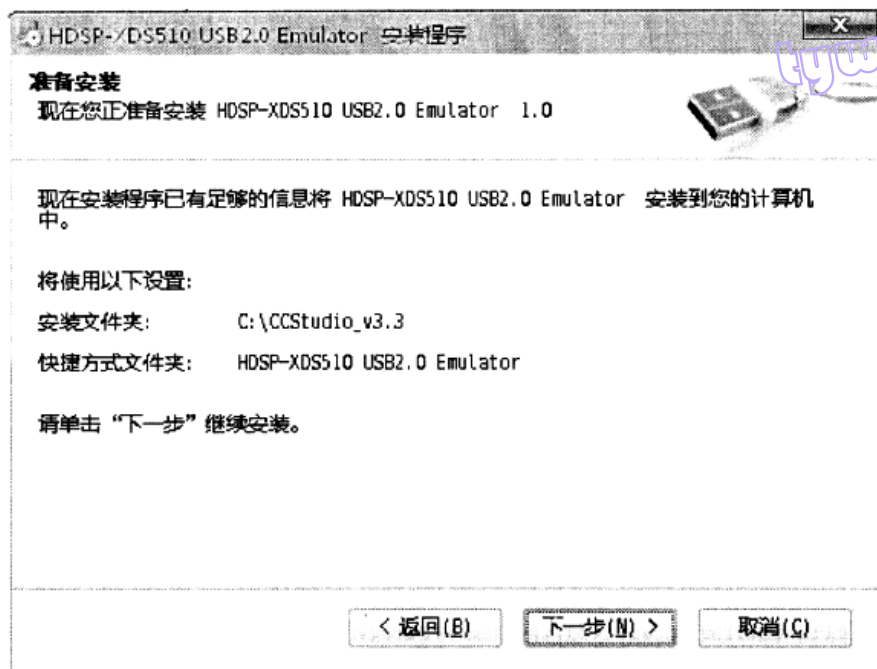 HDSP-XDS510 USB2.0 Emulator 安装程序
X
tyw
准备安装
现在您正准备安装 HDSP-XDS510 USB2.0 Emulator 1.0
现在安装程序已有足够的信息将 HDSP-XDS510 USB2.0 Emulator 安装到您的计算机
中。
将使用以下设置:
安装文件夹: C:\CCStudio_v3.3
快捷方式文件夹: HDSP-XDS510 USB2.0 Emulator
请单击“下一步”继续安装。
< 返回(B) 下一步(N) > 取消(C)